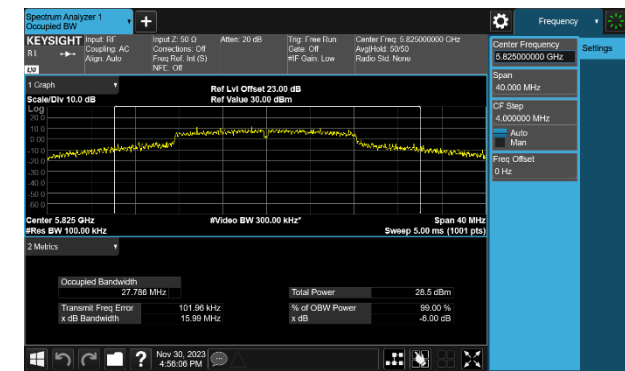 Spectrum Analyzer 1
Occupied BW
Frequency
KEYSIGHT
Input: RF
Coupling: AC
Align: Auto
Input Z: 50 Ω
Corrections: Off
Freq Ref: Int (S)
NFE: Off
Atten: 20 dB
Trig: Free Run
Gate: Off
#IF Gain: Low
Center Freq: 5.825000000 GHz
Avg|Hold: 50/50
Radio Std: None
Center Frequency
5.825000000 GHz
Settings
Span
40.000 MHz
CF Step
4.000000 MHz
Auto
Man
Freq Offset
0 Hz
1 Graph
Scale/Div 10.0 dB
Ref Lvl Offset 23.00 dB
Ref Value 30.00 dBm
Log
20.0
10.0
0.00
-10.0
-20.0
-30.0
-40.0
-50.0
-60.0
Center 5.825 GHz
#Video BW 300.00 kHz*
Span 40 MHz
#Res BW 100.00 kHz
Sweep 5.00 ms (1001 pts)
2 Metrics
Occupied Bandwidth
27.786 MHz
Total Power 28.5 dBm
Transmit Freq Error 101.96 kHz
% of OBW Power 99.00 %
x dB Bandwidth 15.99 MHz
x dB -6.00 dB
Nov 30, 2023
4:56:06 PM